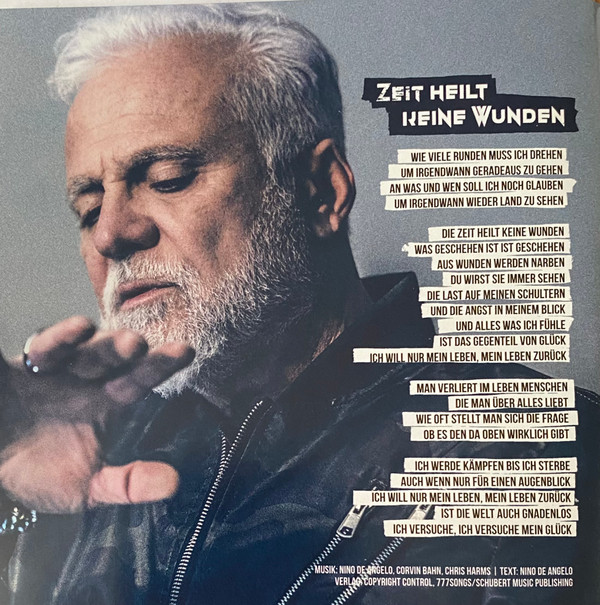 ZEIT HEILT
KEINE WUNDEN
WIE VIELE RUNDEN MUSS ICH DREHEN
UM IRGENDWANN GERADEAUS ZU GEHEN
AN WAS UND WEN SOLL ICH NOCH GLAUBEN
UM IRGENDWANN WIEDER LAND ZU SEHEN
DIE ZEIT HEILT KEINE WUNDEN
WAS GESCHEHEN IST IST GESCHEHEN
AUS WUNDEN WERDEN NARBEN
DU WIRST SIE IMMER SEHEN
DIE LAST AUF MEINEN SCHULTERN
UND DIE ANGST IN MEINEM BLICK
UND ALLES WAS ICH FÜHLE
IST DAS GEGENTEIL VON GLÜCK
ICH WILL NUR MEIN LEBEN, MEIN LEBEN ZURÜCK
MAN VERLIERT IM LEBEN MENSCHEN
DIE MAN ÜBER ALLES LIEBT
WIE OFT STELLT MAN SICH DIE FRAGE
OB ES DEN DA OBEN WIRKLICH GIBT
ICH WERDE KÄMPFEN BIS ICH STERBE
AUCH WENN NUR FÜR EINEN AUGENBLICK
ICH WILL NUR MEIN LEBEN, MEIN LEBEN ZURÜCK
IST DIE WELT AUCH GNADENLOS
ICH VERSUCHE, ICH VERSUCHE MEIN GLÜCK
MUSIK: NINO DE ANGELO, CORVIN BAHN, CHRIS HARMS | TEXT: NINO DE ANGELO
VERLAG: COPYRIGHT CONTROL, 777SONGS/SCHUBERT MUSIC PUBLISHING